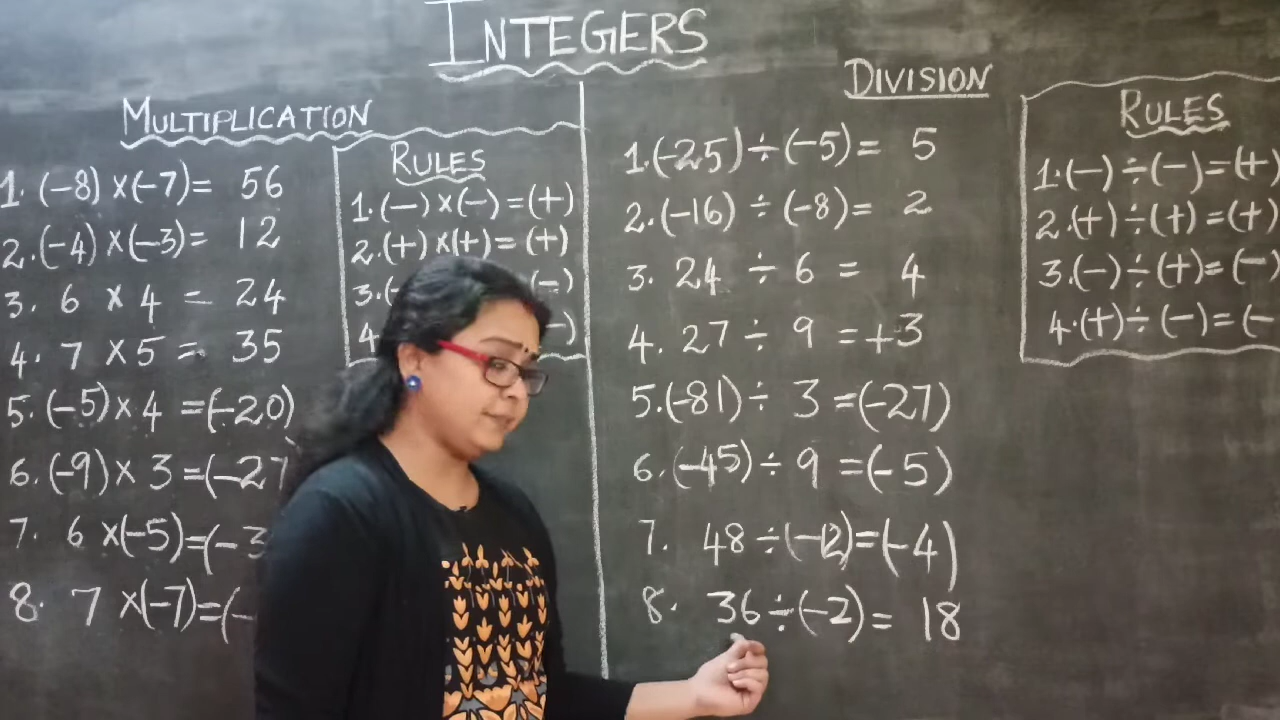 INTEGERS
MULTIPLICATION
1. (-8) ×(-7)= 56
2.(-4) ×(-3)= 12
3. 6 × 4 = 24
4. 7 ×5 = 35
5. (-5)× 4 =(-20)
6. (-9) × 3 =(-27
7. 6 ×(-5)=(-3
8. 7 ×(-7)=(-
RULES
1.(-) ×(-) =(+)
2.(+) ×(+)= (+)
3.(- (-)
4. -)
DIVISION
1.(-25)÷(-5)= 5
2.(-16) ÷ (-8)= 2
3. 24 ÷ 6 = 4
4. 27 ÷ 9 =+3
5.(-81)÷ 3 =(-27)
6.(-45)÷ 9 =(-5)
7. 48 ÷(-12)=(-4)
8. 36÷(-2)= 18
RULES
1.(-) ÷(-)=(+)
2.(+)÷(+)=(+)
3.(-)÷(+)=(-)
4.(+)÷(-)=(-